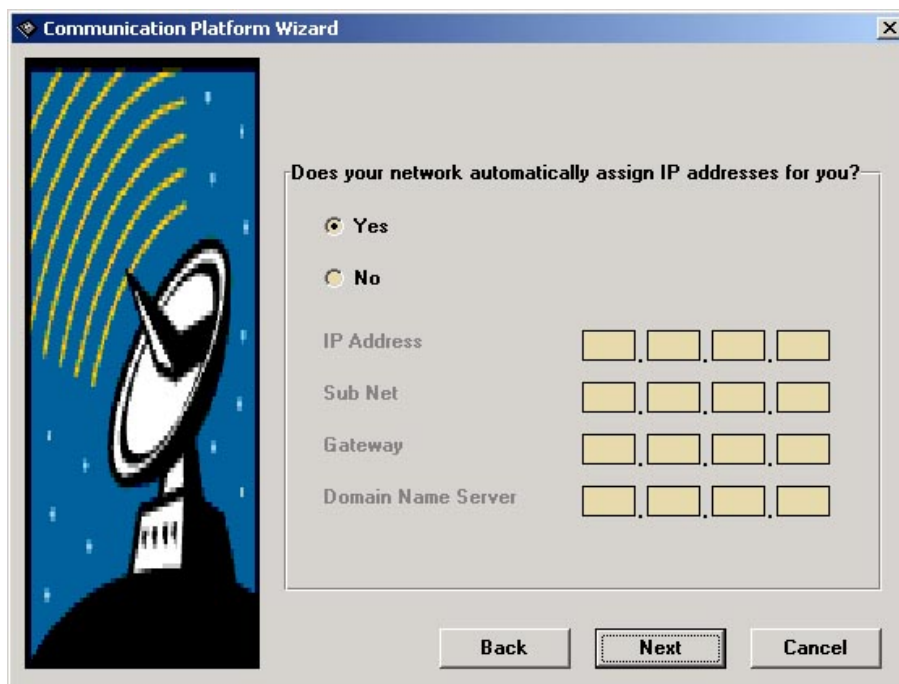 Communication Platform Wizard
Does your network automatically assign IP addresses for you?
Yes
No
IP Address
Sub Net
Gateway
Domain Name Server
Back Next Cancel